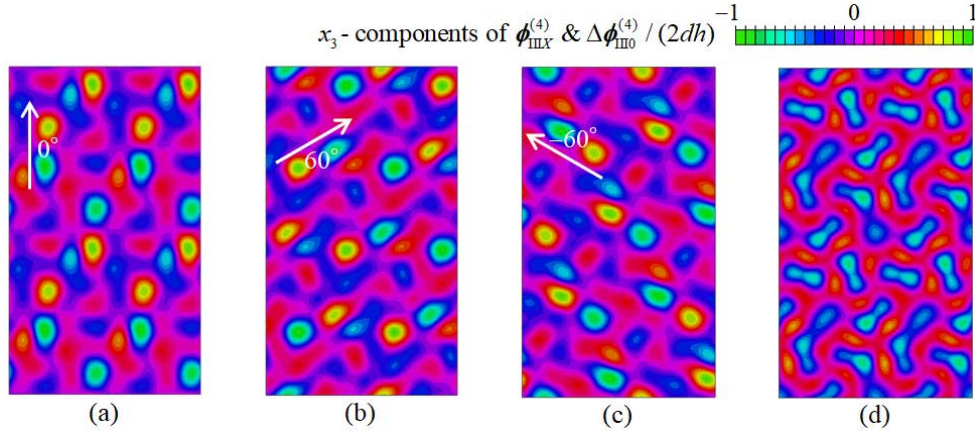 −1 0 1
x₃ - components of ϕ_IIIX^(4) & Δϕ_III0^(4) / (2dh)
0° 60° −60°
(a) (b) (c) (d)